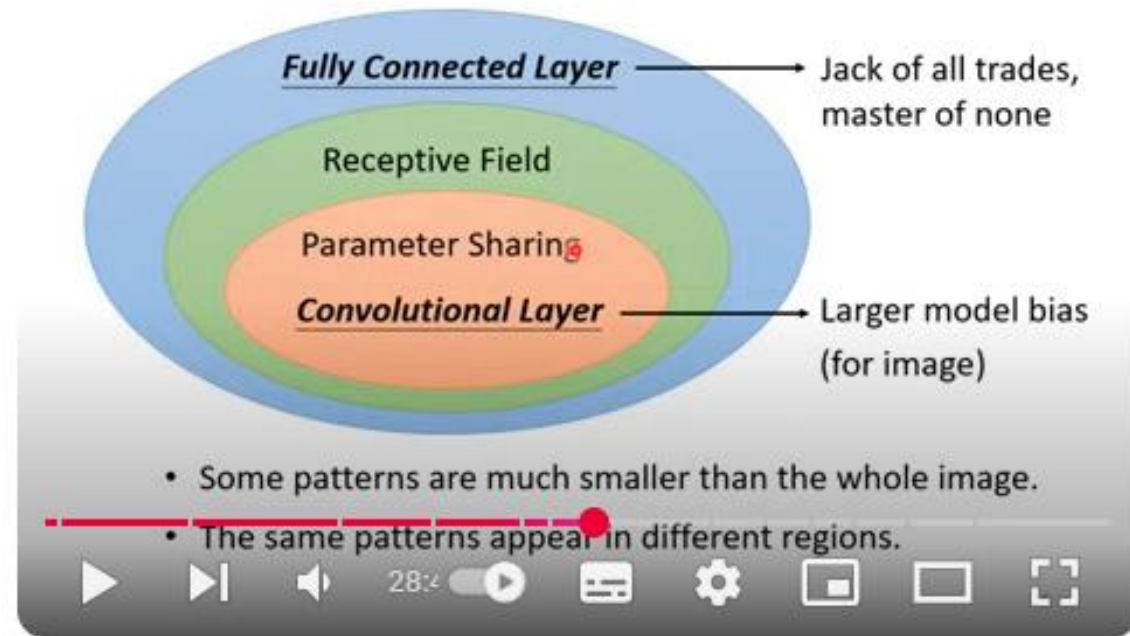 Fully Connected Layer
Jack of all trades,
master of none
Receptive Field
Parameter Sharing
Convolutional Layer
Larger model bias
(for image)
• Some patterns are much smaller than the whole image.
• The same patterns appear in different regions.